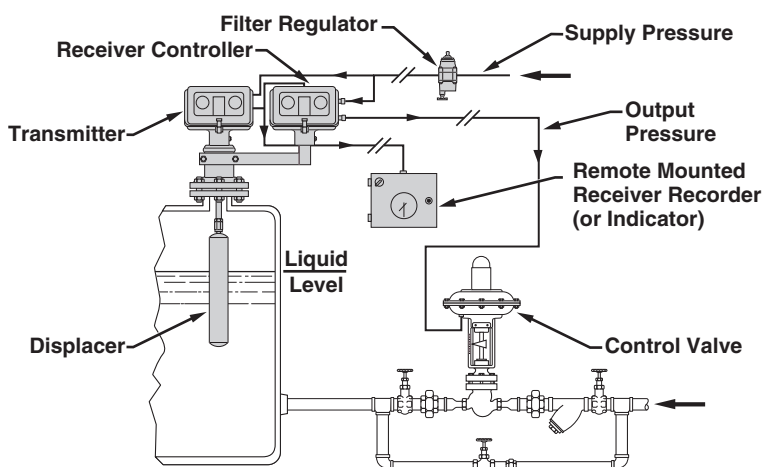 Filter Regulator
Receiver Controller
Supply Pressure
Transmitter
Output
Pressure
Remote Mounted
Receiver Recorder
(or Indicator)
Liquid
Level
Displacer
Control Valve